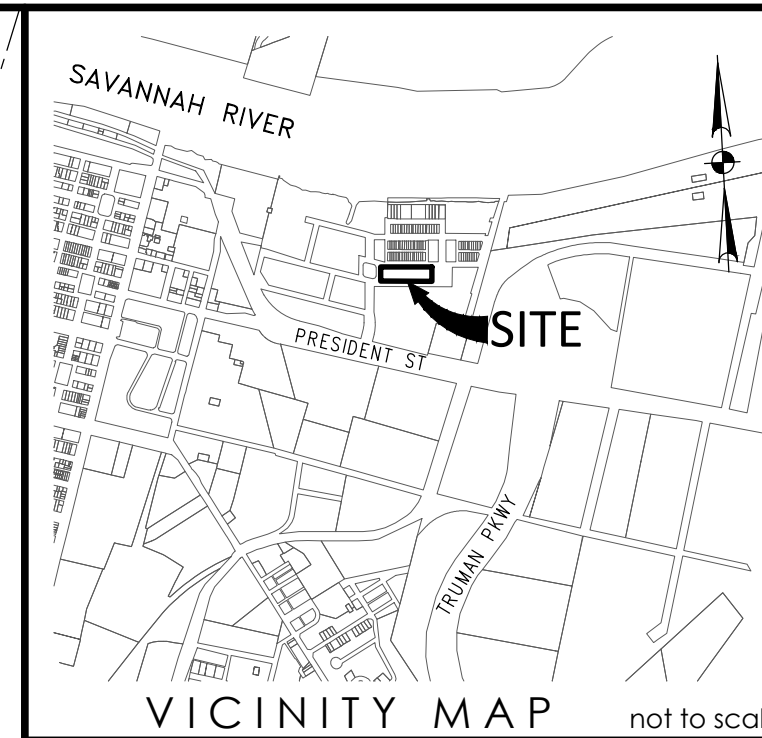 SAVANNAH RIVER
SITE
PRESIDENT ST
TRUMAN PKWY
VICINITY MAP
not to scal